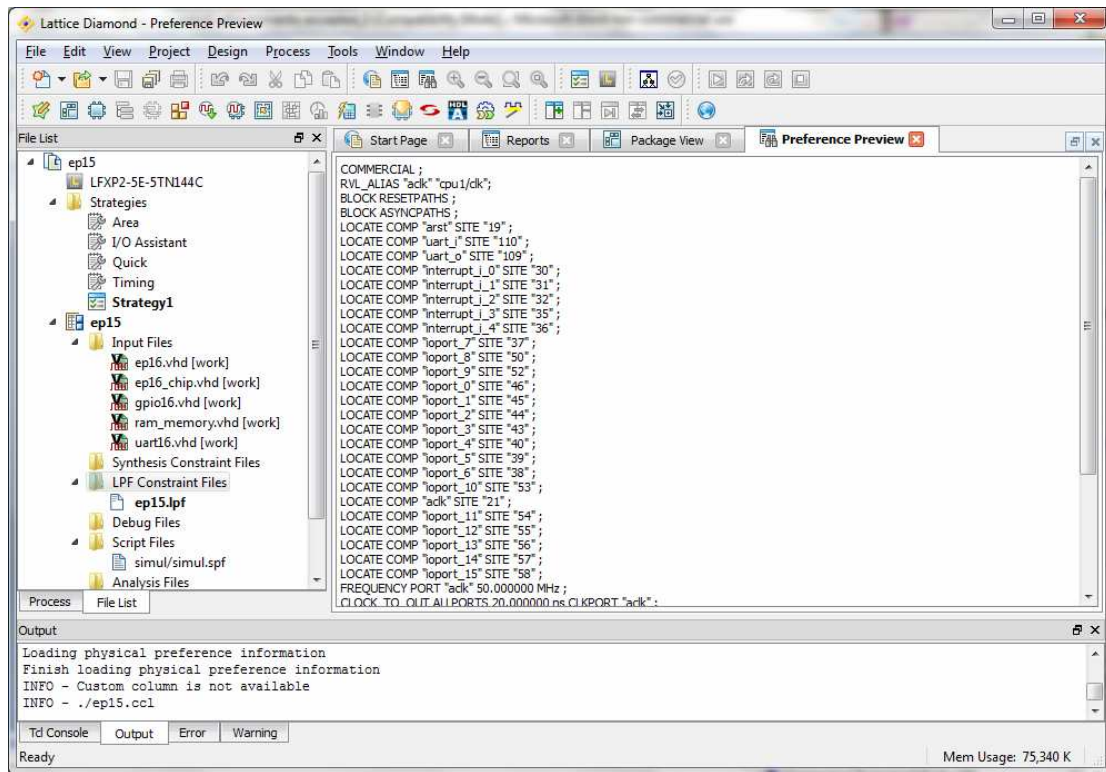 Lattice Diamond - Preference Preview
File Edit View Project Design Process Tools Window Help
File List
Start Page Reports Package View Preference Preview
ep15
LFXP2-5E-5TN144C
Strategies
Area
I/O Assistant
Quick
Timing
Strategy1
ep15
Input Files
ep16.vhd [work]
ep16_chip.vhd [work]
gpio16.vhd [work]
ram_memory.vhd [work]
uart16.vhd [work]
Synthesis Constraint Files
LPF Constraint Files
ep15.lpf
Debug Files
Script Files
simul/simul.spf
Analysis Files
Process File List
COMMERCIAL ;
RVL_ALIAS "aclk" "cpu1/clk";
BLOCK RESETPATHS ;
BLOCK ASYNCPATHS ;
LOCATE COMP "arst" SITE "19" ;
LOCATE COMP "uart_i" SITE "110" ;
LOCATE COMP "uart_o" SITE "109" ;
LOCATE COMP "interrupt_i_0" SITE "30" ;
LOCATE COMP "interrupt_i_1" SITE "31" ;
LOCATE COMP "interrupt_i_2" SITE "32" ;
LOCATE COMP "interrupt_i_3" SITE "35" ;
LOCATE COMP "interrupt_i_4" SITE "36" ;
LOCATE COMP "ioport_7" SITE "37" ;
LOCATE COMP "ioport_8" SITE "50" ;
LOCATE COMP "ioport_9" SITE "52" ;
LOCATE COMP "ioport_0" SITE "46" ;
LOCATE COMP "ioport_1" SITE "45" ;
LOCATE COMP "ioport_2" SITE "44" ;
LOCATE COMP "ioport_3" SITE "43" ;
LOCATE COMP "ioport_4" SITE "40" ;
LOCATE COMP "ioport_5" SITE "39" ;
LOCATE COMP "ioport_6" SITE "38" ;
LOCATE COMP "ioport_10" SITE "53" ;
LOCATE COMP "aclk" SITE "21" ;
LOCATE COMP "ioport_11" SITE "54" ;
LOCATE COMP "ioport_12" SITE "55" ;
LOCATE COMP "ioport_13" SITE "56" ;
LOCATE COMP "ioport_14" SITE "57" ;
LOCATE COMP "ioport_15" SITE "58" ;
FREQUENCY PORT "aclk" 50.000000 MHz ;
CLOCK_TO_OUT ALLPORTS 20.000000 ns CLKPORT "aclk" ;
Output
Loading physical preference information
Finish loading physical preference information
INFO - Custom column is not available
INFO - ./ep15.ccl
Tcl Console Output Error Warning
Ready Mem Usage: 75,340 K